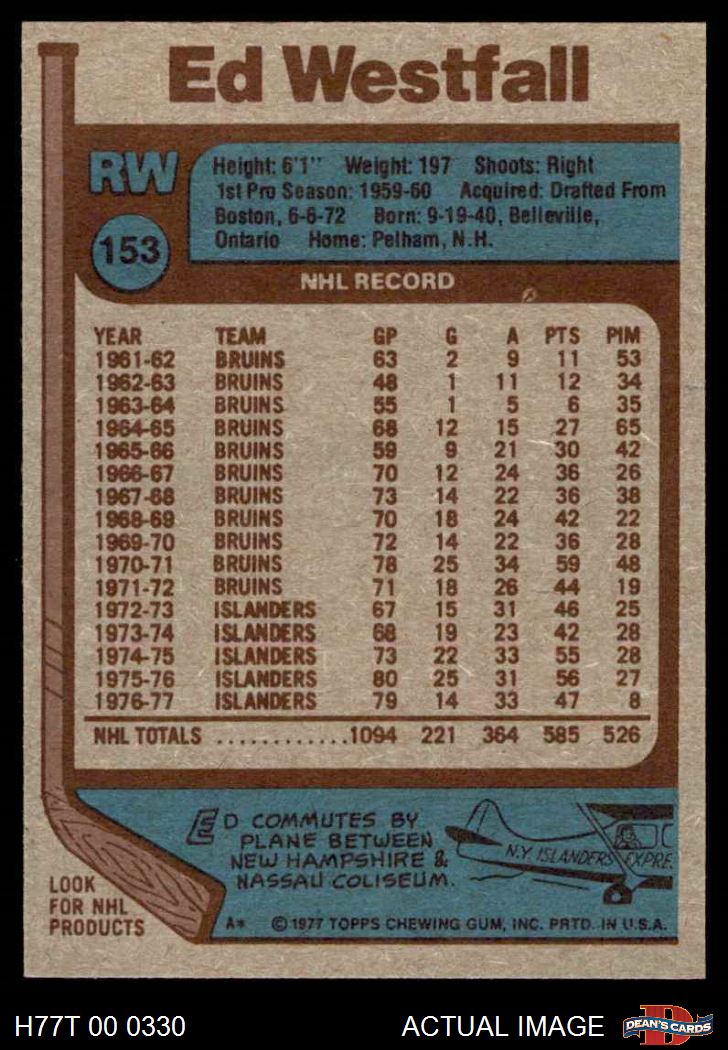 Ed Westfall
RW
153
Height: 6'1" Weight: 197 Shoots: Right
1st Pro Season: 1959-60 Acquired: Drafted From
Boston, 6-6-72 Born: 9-19-40, Belleville,
Ontario Home: Pelham, N.H.
NHL RECORD
YEAR TEAM GP G A PTS PIM
1961-62 BRUINS 63 2 9 11 53
1962-63 BRUINS 48 1 11 12 34
1963-64 BRUINS 55 1 5 6 35
1964-65 BRUINS 68 12 15 27 65
1965-66 BRUINS 59 9 21 30 42
1966-67 BRUINS 70 12 24 36 26
1967-68 BRUINS 73 14 22 36 38
1968-69 BRUINS 70 18 24 42 22
1969-70 BRUINS 72 14 22 36 28
1970-71 BRUINS 78 25 34 59 48
1971-72 BRUINS 71 18 26 44 19
1972-73 ISLANDERS 67 15 31 46 25
1973-74 ISLANDERS 68 19 23 42 28
1974-75 ISLANDERS 73 22 33 55 28
1975-76 ISLANDERS 80 25 31 56 27
1976-77 ISLANDERS 79 14 33 47 8
NHL TOTALS ............1094 221 364 585 526
ED COMMUTES BY
PLANE BETWEEN
NEW HAMPSHIRE &
NASSAU COLISEUM.
N.Y. ISLANDERS EXPRE
LOOK
FOR NHL
PRODUCTS
A* ©1977 TOPPS CHEWING GUM, INC. PRTD. IN U.S.A.
H77T 00 0330 ACTUAL IMAGE
D
DEAN'S CARDS